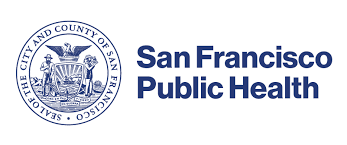 SEAL OF THE CITY AND COUNTY OF SAN FRANCISCO
San Francisco
Public Health